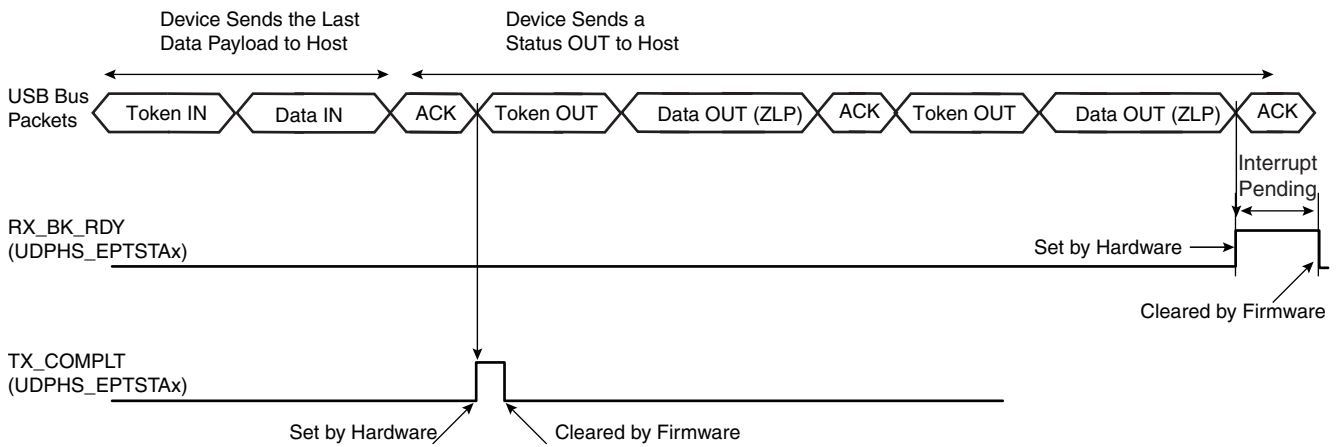 Device Sends the Last
Data Payload to Host
Device Sends a
Status OUT to Host
USB Bus
Packets
Token IN
Data IN
ACK
Token OUT
Data OUT (ZLP)
ACK
Token OUT
Data OUT (ZLP)
ACK
Interrupt
Pending
RX_BK_RDY
(UDPHS_EPTSTAx)
Set by Hardware
Cleared by Firmware
TX_COMPLT
(UDPHS_EPTSTAx)
Set by Hardware
Cleared by Firmware